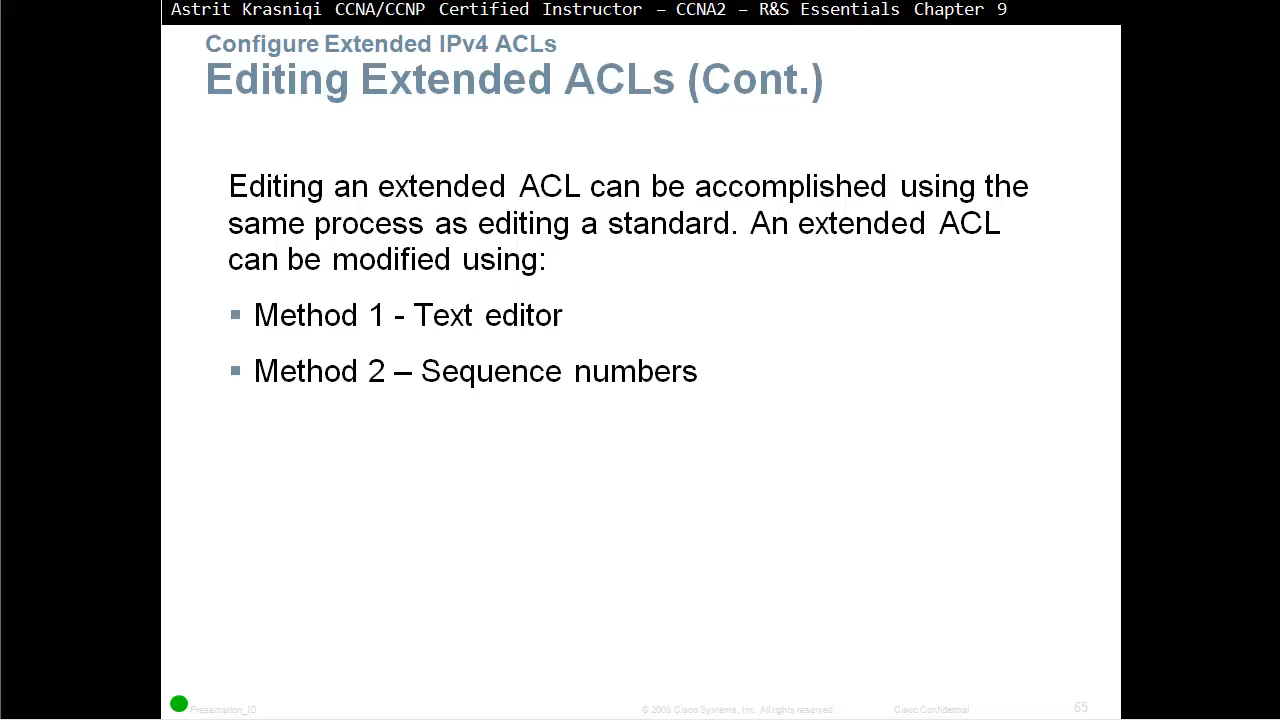 Astrit Krasniqi CCNA/CCNP Certified Instructor – CCNA2 – R&S Essentials Chapter 9
Configure Extended IPv4 ACLs
Editing Extended ACLs (Cont.)
Editing an extended ACL can be accomplished using the
same process as editing a standard. An extended ACL
can be modified using:
▪ Method 1 - Text editor
▪ Method 2 – Sequence numbers
Presentation_ID
© 2008 Cisco Systems, Inc. All rights reserved.
Cisco Confidential
65